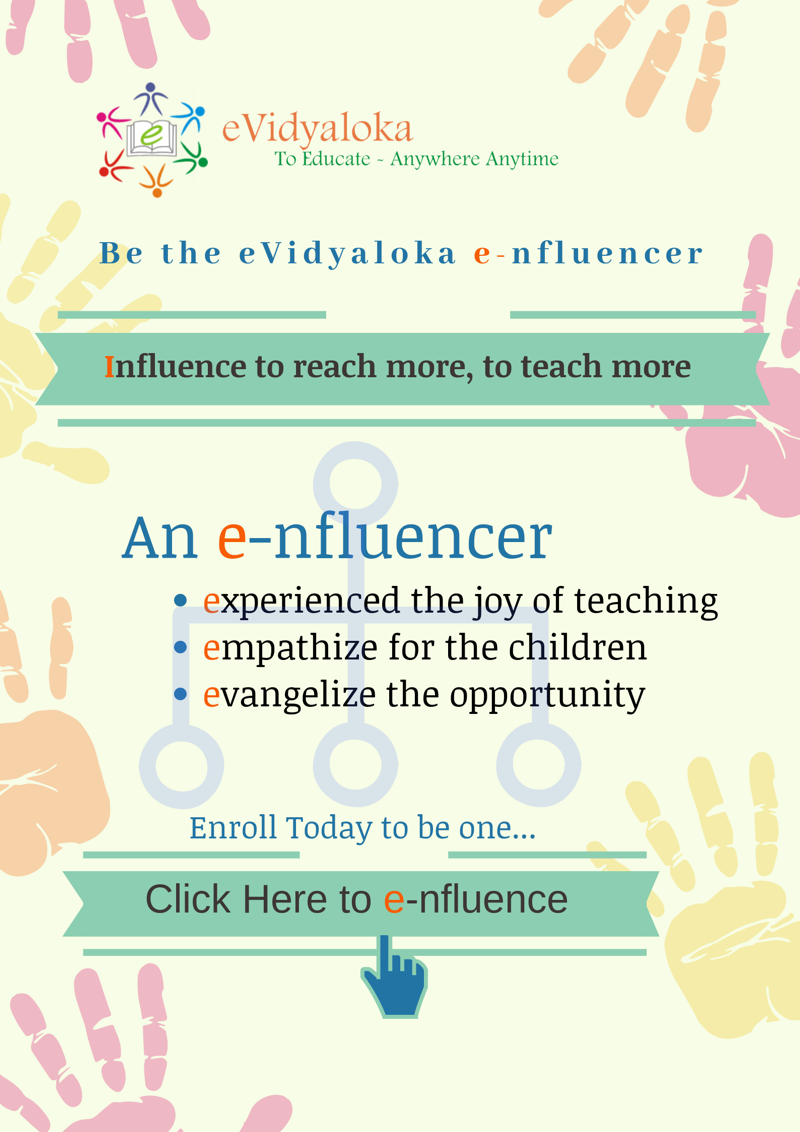 e
eVidyaloka
To Educate ~ Anywhere Anytime
Be the eVidyaloka e-nfluencer
Influence to reach more, to teach more
An e-nfluencer
• experienced the joy of teaching
• empathize for the children
• evangelize the opportunity
Enroll Today to be one...
Click Here to e-nfluence